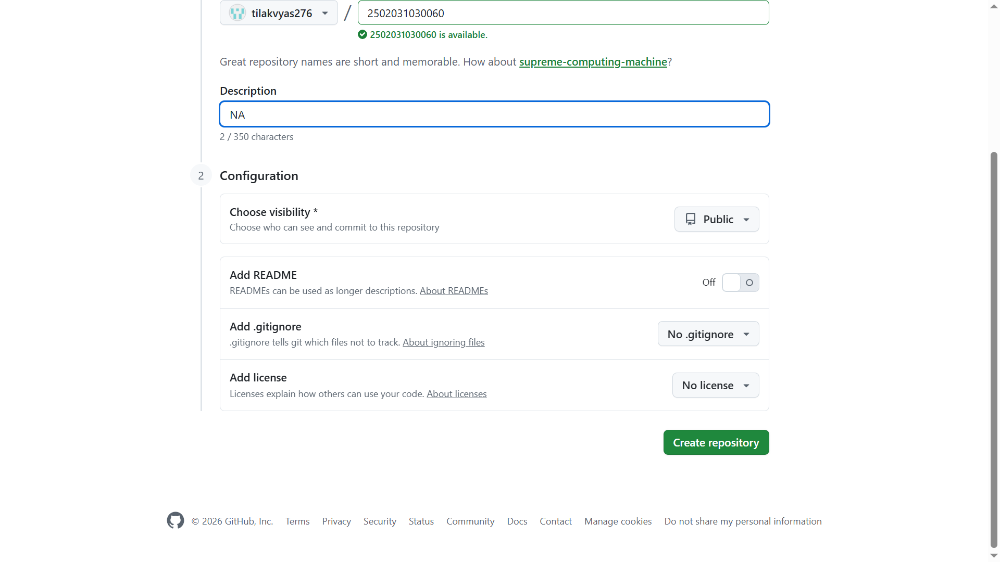 tilakvyas276 / 2502031030060
2502031030060 is available.
Great repository names are short and memorable. How about supreme-computing-machine?
Description
NA
2 / 350 characters
2 Configuration
Choose visibility *
Choose who can see and commit to this repository
Public
Add README
READMEs can be used as longer descriptions. About READMEs
Off
Add .gitignore
.gitignore tells git which files not to track. About ignoring files
No .gitignore
Add license
Licenses explain how others can use your code. About licenses
No license
Create repository
© 2026 GitHub, Inc. Terms Privacy Security Status Community Docs Contact Manage cookies Do not share my personal information